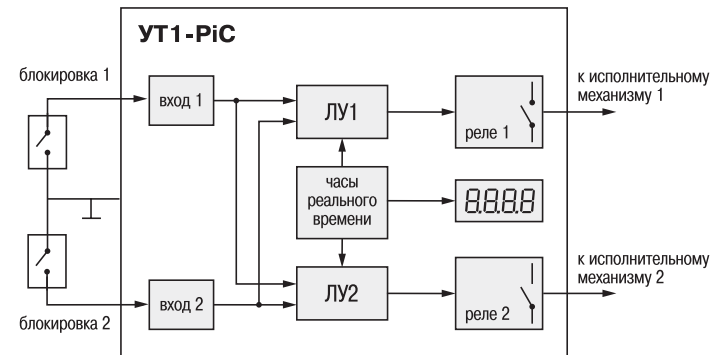 УТ1-PiC
блокировка 1
вход 1
ЛУ1
реле 1
к исполнительному
механизму 1
часы
реального
времени
8.8.8.8
вход 2
ЛУ2
реле 2
к исполнительному
механизму 2
блокировка 2